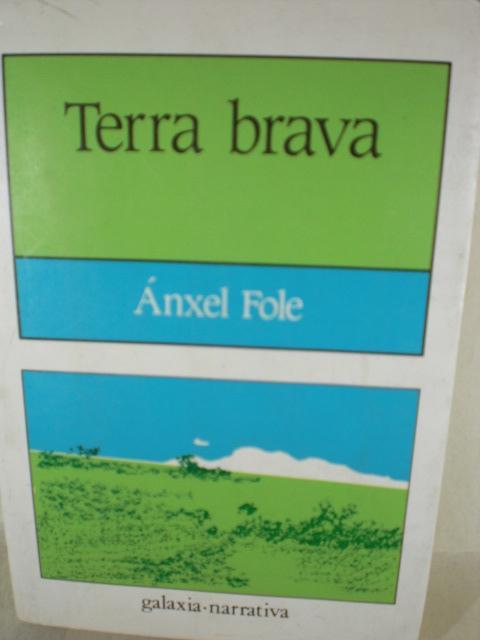 Terra brava
Ánxel Fole
galaxia·narrativa